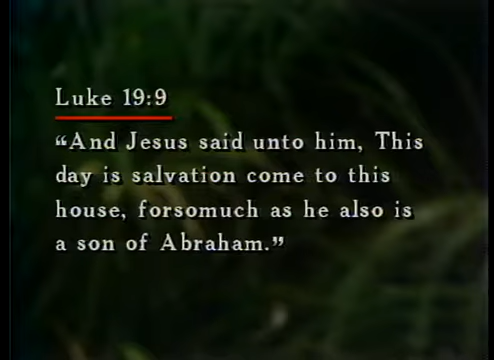 Luke 19:9
“And Jesus said unto him, This
day is salvation come to this
house, forsomuch as he also is
a son of Abraham.”